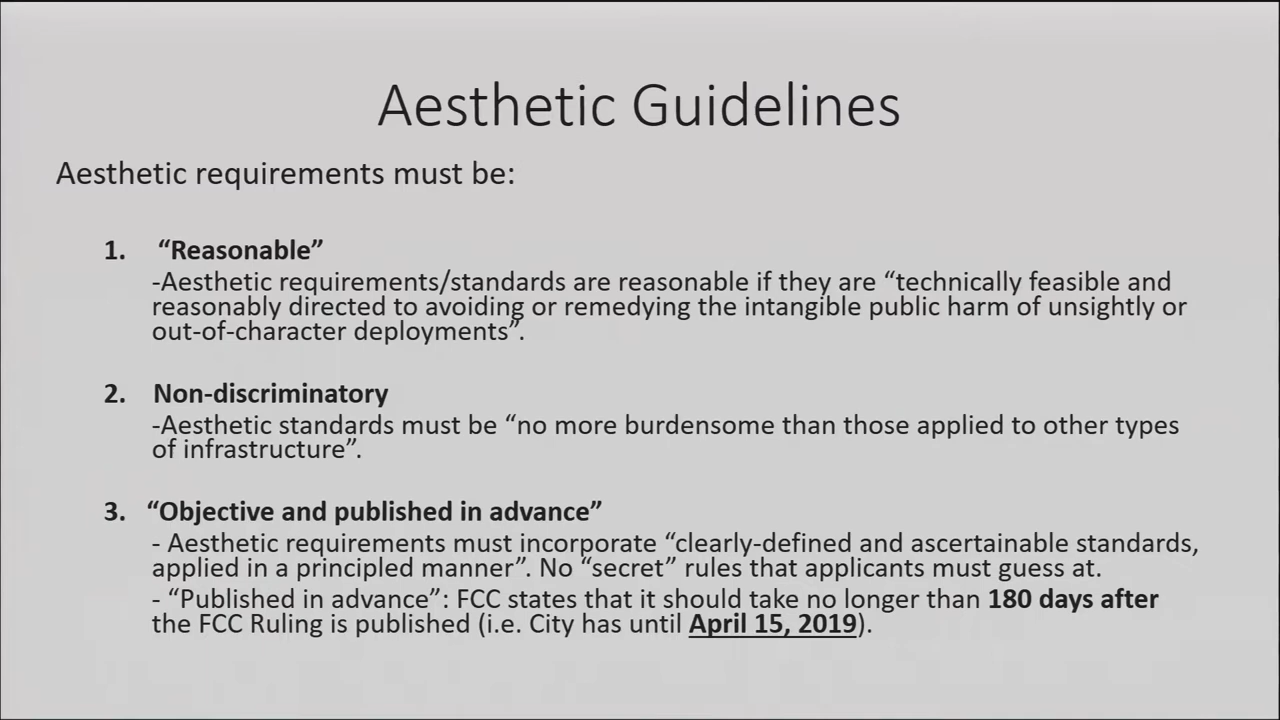 Aesthetic Guidelines
Aesthetic requirements must be:
1. “Reasonable”
-Aesthetic requirements/standards are reasonable if they are “technically feasible and
reasonably directed to avoiding or remedying the intangible public harm of unsightly or
out-of-character deployments”.
2. Non-discriminatory
-Aesthetic standards must be “no more burdensome than those applied to other types
of infrastructure”.
3. “Objective and published in advance”
- Aesthetic requirements must incorporate “clearly-defined and ascertainable standards,
applied in a principled manner”. No “secret” rules that applicants must guess at.
- “Published in advance”: FCC states that it should take no longer than 180 days after
the FCC Ruling is published (i.e. City has until April 15, 2019).